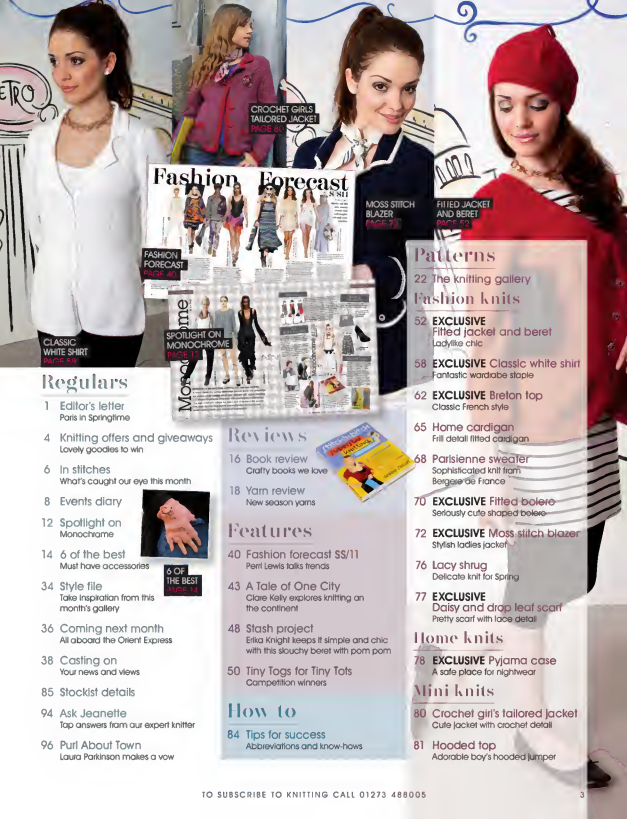 ETRO
CROCHET GIRLS
TAILORED JACKET
PAGE 80
Fashion Forecast
S/S11
MOSS STITCH
BLAZER
PAGE 72
FITTED JACKET
AND BERET
PAGE 52
FASHION
FORECAST
PAGE 40
SPOTLIGHT ON
MONOCHROME
PAGE 12
CLASSIC
WHITE SHIRT
PAGE 58
Regulars
1 Editor's letter
Paris in Springtime
4 Knitting offers and giveaways
Lovely goodies to win
6 In stitches
What's caught our eye this month
8 Events diary
12 Spotlight on
Monochrome
14 6 of the best
Must have accessories
6 OF
THE BEST
PAGE 14
34 Style file
Take inspiration from this
month's gallery
36 Coming next month
All aboard the Orient Express
38 Casting on
Your news and views
85 Stockist details
94 Ask Jeanette
Top answers from our expert knitter
96 Purl About Town
Laura Parkinson makes a vow
Reviews
16 Book review
Crafty books we love
18 Yarn review
New season yarns
Features
40 Fashion forecast SS/11
Perri Lewis talks trends
43 A Tale of One City
Clare Kelly explores knitting on
the continent
48 Stash project
Erika Knight keeps it simple and chic
with this slouchy beret with pom pom
50 Tiny Togs for Tiny Tots
Competition winners
How to
84 Tips for success
Abbreviations and know-hows
Patterns
22 The knitting gallery
Fashion knits
52 EXCLUSIVE
Fitted jacket and beret
Ladylike chic
58 EXCLUSIVE Classic white shirt
Fantastic wardobe staple
62 EXCLUSIVE Breton top
Classic French style
65 Home cardigan
Frill detail fitted cardigan
68 Parisienne sweater
Sophisticated knit from
Bergere de France
70 EXCLUSIVE Fitted bolero
Seriously cute shaped bolero
72 EXCLUSIVE Moss stitch blazer
Stylish ladies jacket
76 Lacy shrug
Delicate knit for Spring
77 EXCLUSIVE
Daisy and drop leaf scarf
Pretty scarf with lace detail
Home knits
78 EXCLUSIVE Pyjama case
A safe place for nightwear
Mini knits
80 Crochet girl's tailored jacket
Cute jacket with crochet detail
81 Hooded top
Adorable boy's hooded jumper
TO SUBSCRIBE TO KNITTING CALL 01273 488005
3